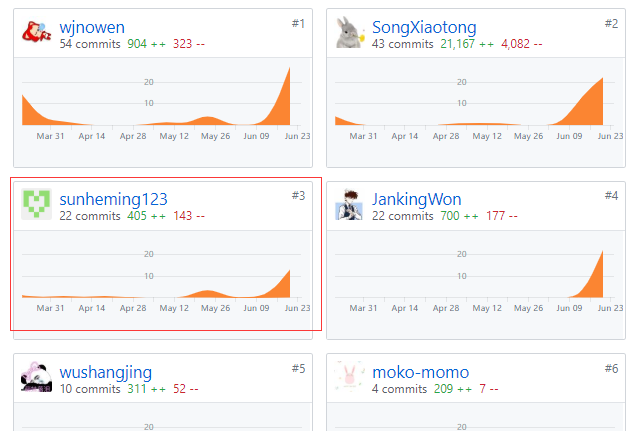 wjnowen #1
54 commits 904 ++ 323 --
20
10
Mar 31 Apr 14 Apr 28 May 12 May 26 Jun 09 Jun 23
SongXiaotong #2
43 commits 21,167 ++ 4,082 --
20
10
Mar 31 Apr 14 Apr 28 May 12 May 26 Jun 09 Jun 23
sunheming123 #3
22 commits 405 ++ 143 --
20
10
Mar 31 Apr 14 Apr 28 May 12 May 26 Jun 09 Jun 23
JankingWon #4
22 commits 700 ++ 177 --
20
10
Mar 31 Apr 14 Apr 28 May 12 May 26 Jun 09 Jun 23
wushangjing #5
10 commits 311 ++ 52 --
20
moko-momo #6
4 commits 209 ++ 7 --
20